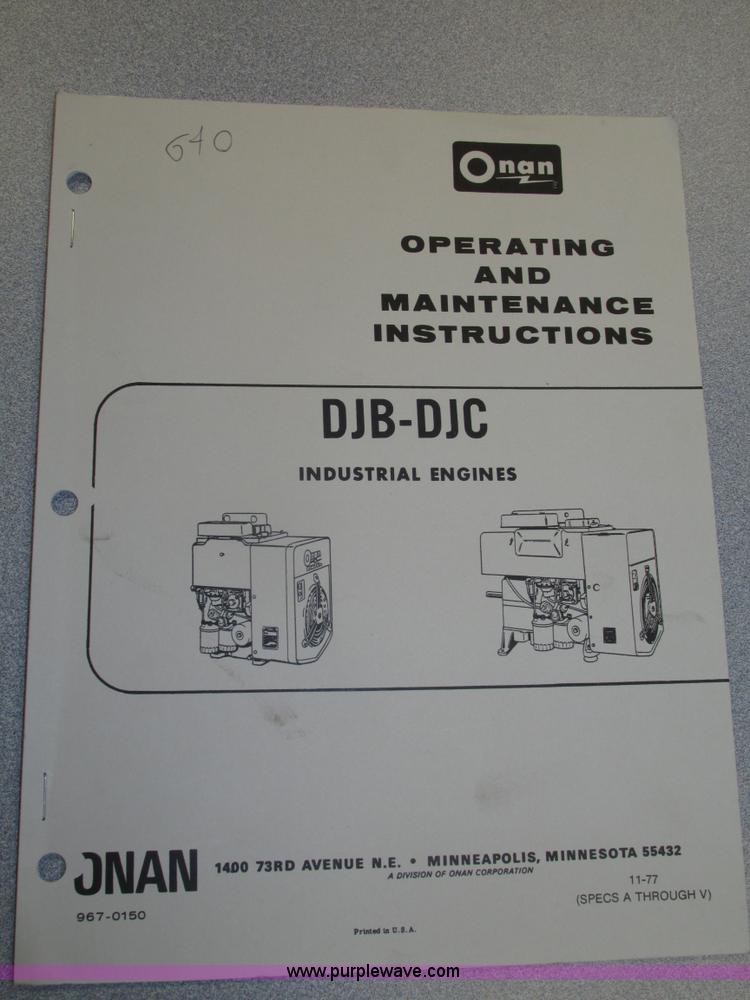 640
Onan
OPERATING
AND
MAINTENANCE
INSTRUCTIONS
DJB-DJC
INDUSTRIAL ENGINES
Onan
ONAN
1400 73RD AVENUE N.E. • MINNEAPOLIS, MINNESOTA 55432
A DIVISION OF ONAN CORPORATION
967-0150
11-77
(SPECS A THROUGH V)
Printed in U.S.A.
www.purplewave.com